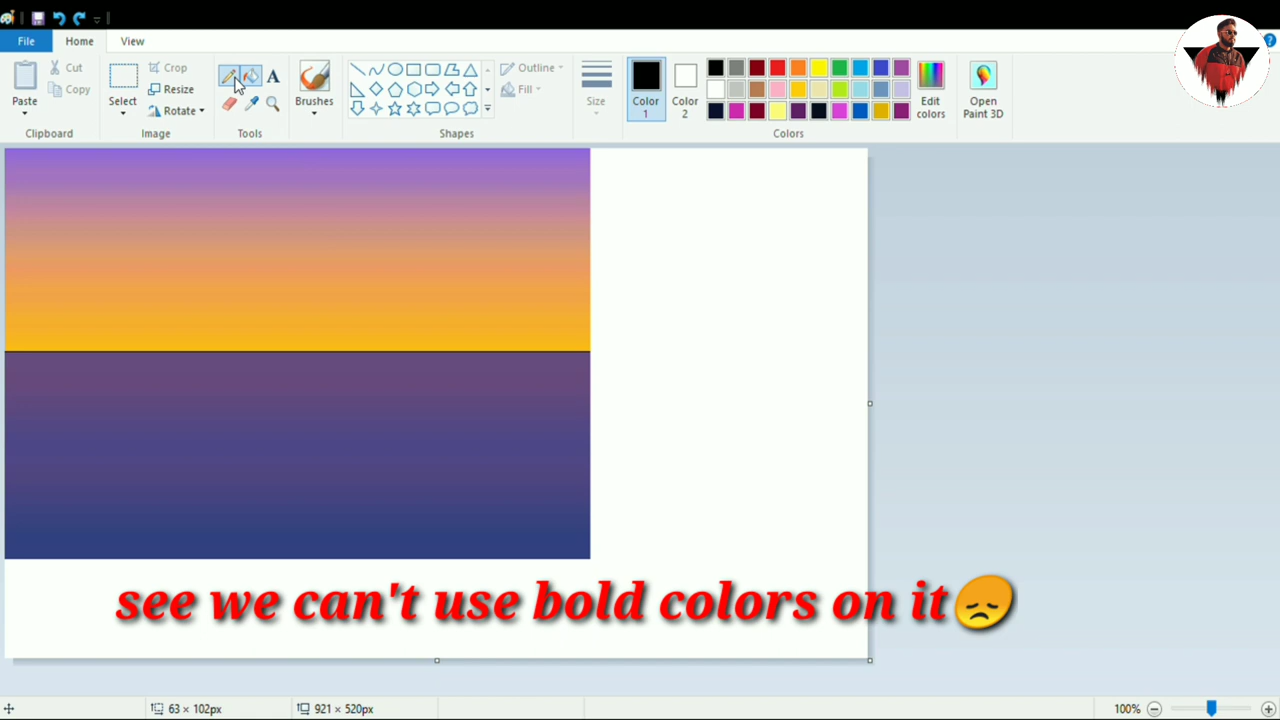 File Home View
Paste
Cut
Copy
Clipboard
Select
Crop
Resize
Rotate
Image
A
Tools
Brushes
Shapes
Outline
Fill
Size
Color 1
Color 2
Edit colors
Colors
Open Paint 3D
see we can't use bold colors on it😞
63 × 102px
921 × 520px
100%